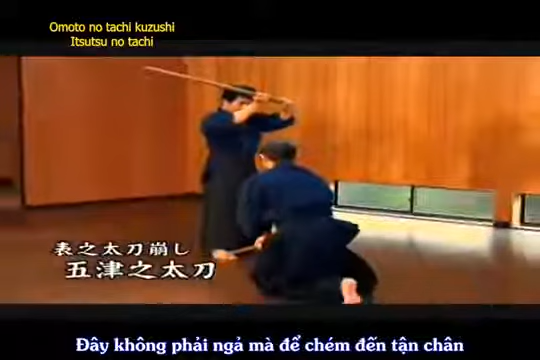 Omoto no tachi kuzushi
Itsutsu no tachi
表之太刀崩し
五津之太刀
Đây không phải ngả mà để chém đến tận chân